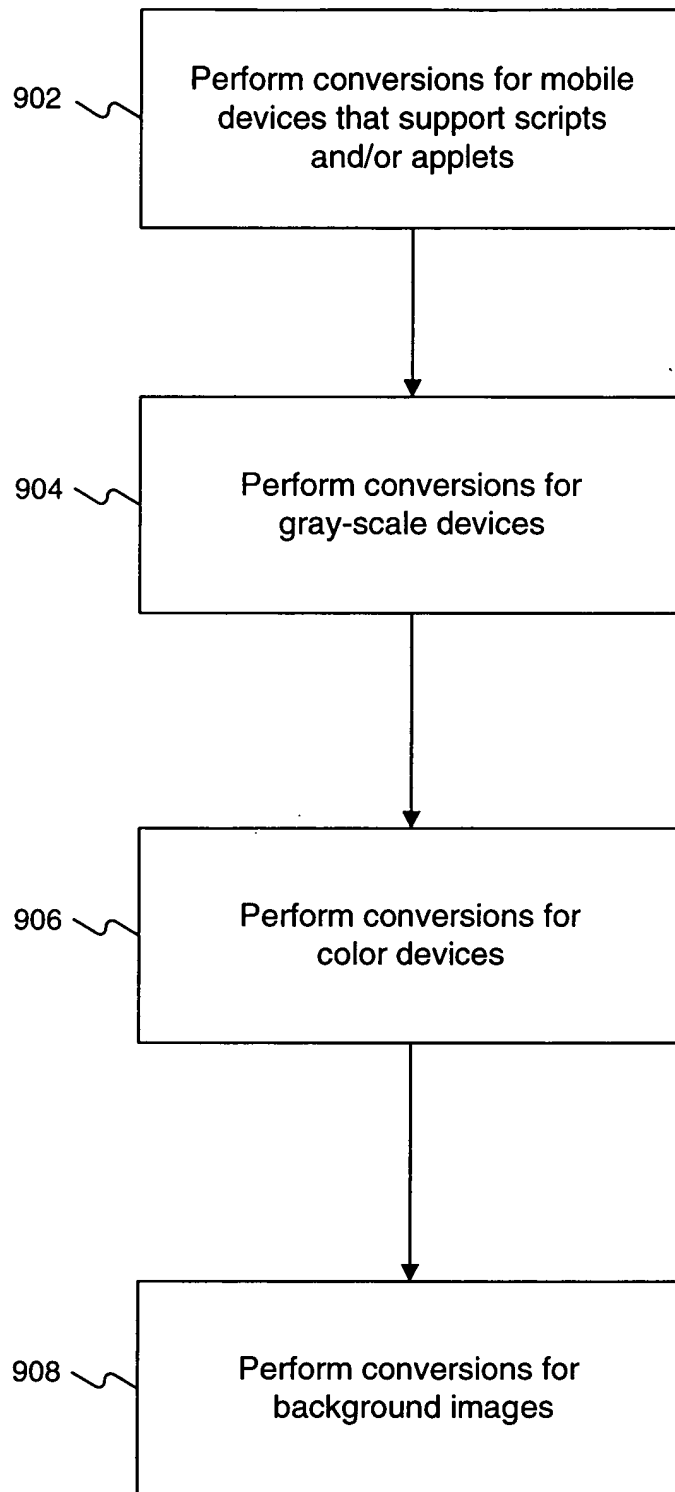 902
Perform conversions for mobile
devices that support scripts
and/or applets
904
Perform conversions for
gray-scale devices
906
Perform conversions for
color devices
908
Perform conversions for
background images